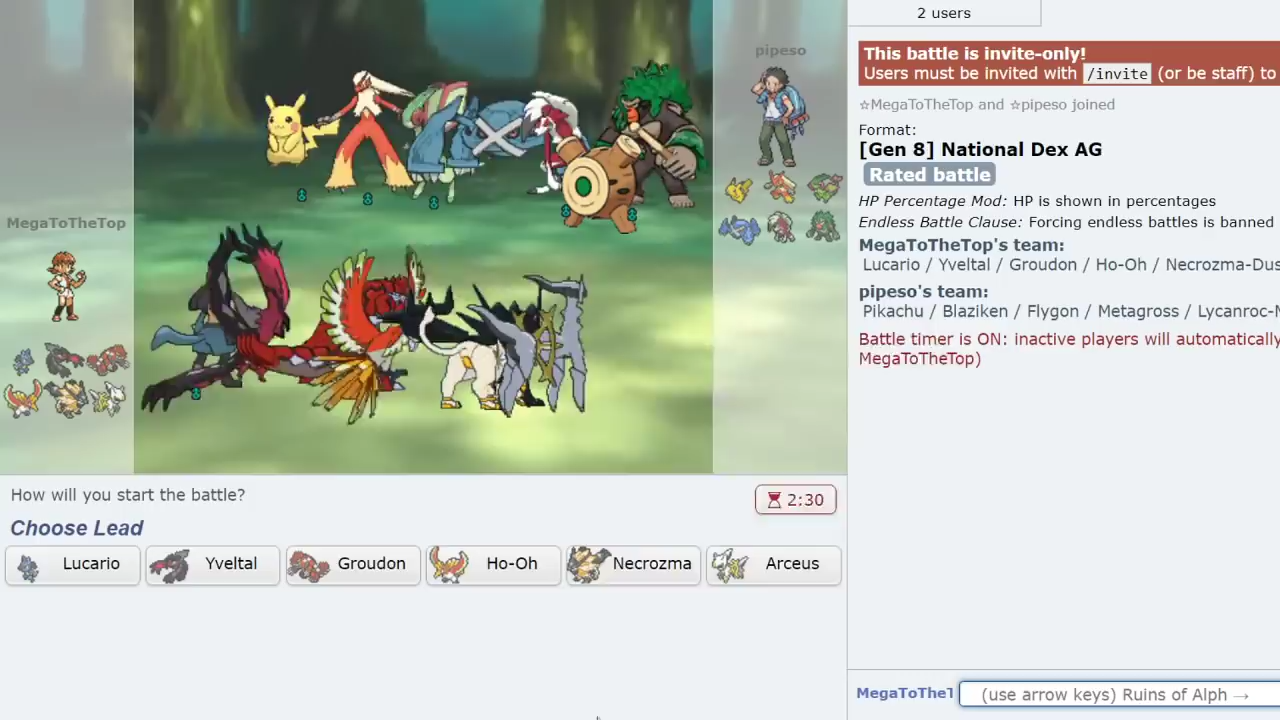 2 users
This battle is invite-only!
Users must be invited with /invite (or be staff) to
☆MegaToTheTop and ☆pipeso joined
Format:
[Gen 8] National Dex AG
Rated battle
HP Percentage Mod: HP is shown in percentages
Endless Battle Clause: Forcing endless battles is banned
MegaToTheTop's team:
Lucario / Yveltal / Groudon / Ho-Oh / Necrozma-Dus
pipeso's team:
Pikachu / Blaziken / Flygon / Metagross / Lycanroc-M
Battle timer is ON: inactive players will automatically
MegaToTheTop)
pipeso
MegaToTheTop
How will you start the battle?
2:30
Choose Lead
Lucario
Yveltal
Groudon
Ho-Oh
Necrozma
Arceus
MegaToTheT
(use arrow keys) Ruins of Alph →